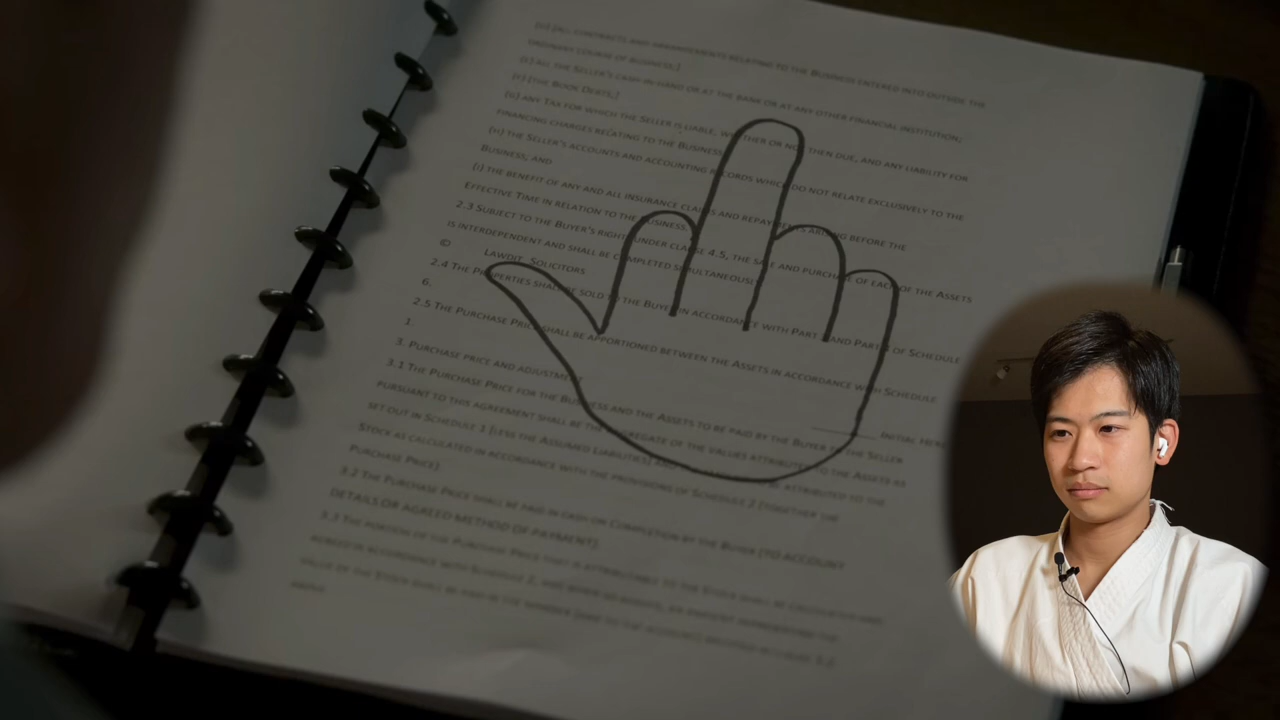 (iv) [all contracts and arrangements relating to the Business entered into outside the
ordinary course of business;]
(i) all the Seller's cash-in-hand or at the bank or at any other financial institution;
(ii) [the Book Debts;]
(iii) any Tax for which the Seller is liable, whether or not then due, and any liability for
financing charges relating to the Business
(ii) the Seller's accounts and accounting records which do not relate exclusively to the
Business, and
(i) the benefit of any and all insurance claims and repayments arising before the
Effective Time in relation to the Business.
2.3 Subject to the Buyer's right under clause 4.5, the sale and purchase of each of the Assets
is interdependent and shall be completed simultaneously
© Lawdit Solicitors
2.4 The Properties shall be sold to the Buyer in accordance with Part and Part 5 of Schedule
6.
2.5 The Purchase Price shall be apportioned between the Assets in accordance with Schedule
1.
initial here
3. Purchase price and adjustment
3.1 The Purchase Price for the Business and the Assets to be paid by the Buyer to the Seller
pursuant to this agreement shall be the aggregate of the values attributed to the Assets as
set out in Schedule 1 [less the Assumed Liabilities] and be attributed to the
Stock as calculated in accordance with the provisions of Schedule 2 (together the
Purchase Price).
3.2 The Purchase Price shall be paid in cash on Completion by the Buyer [to account
details or agreed method of payment].
3.3 The portion of the Purchase Price that is attributable to the Stock shall be